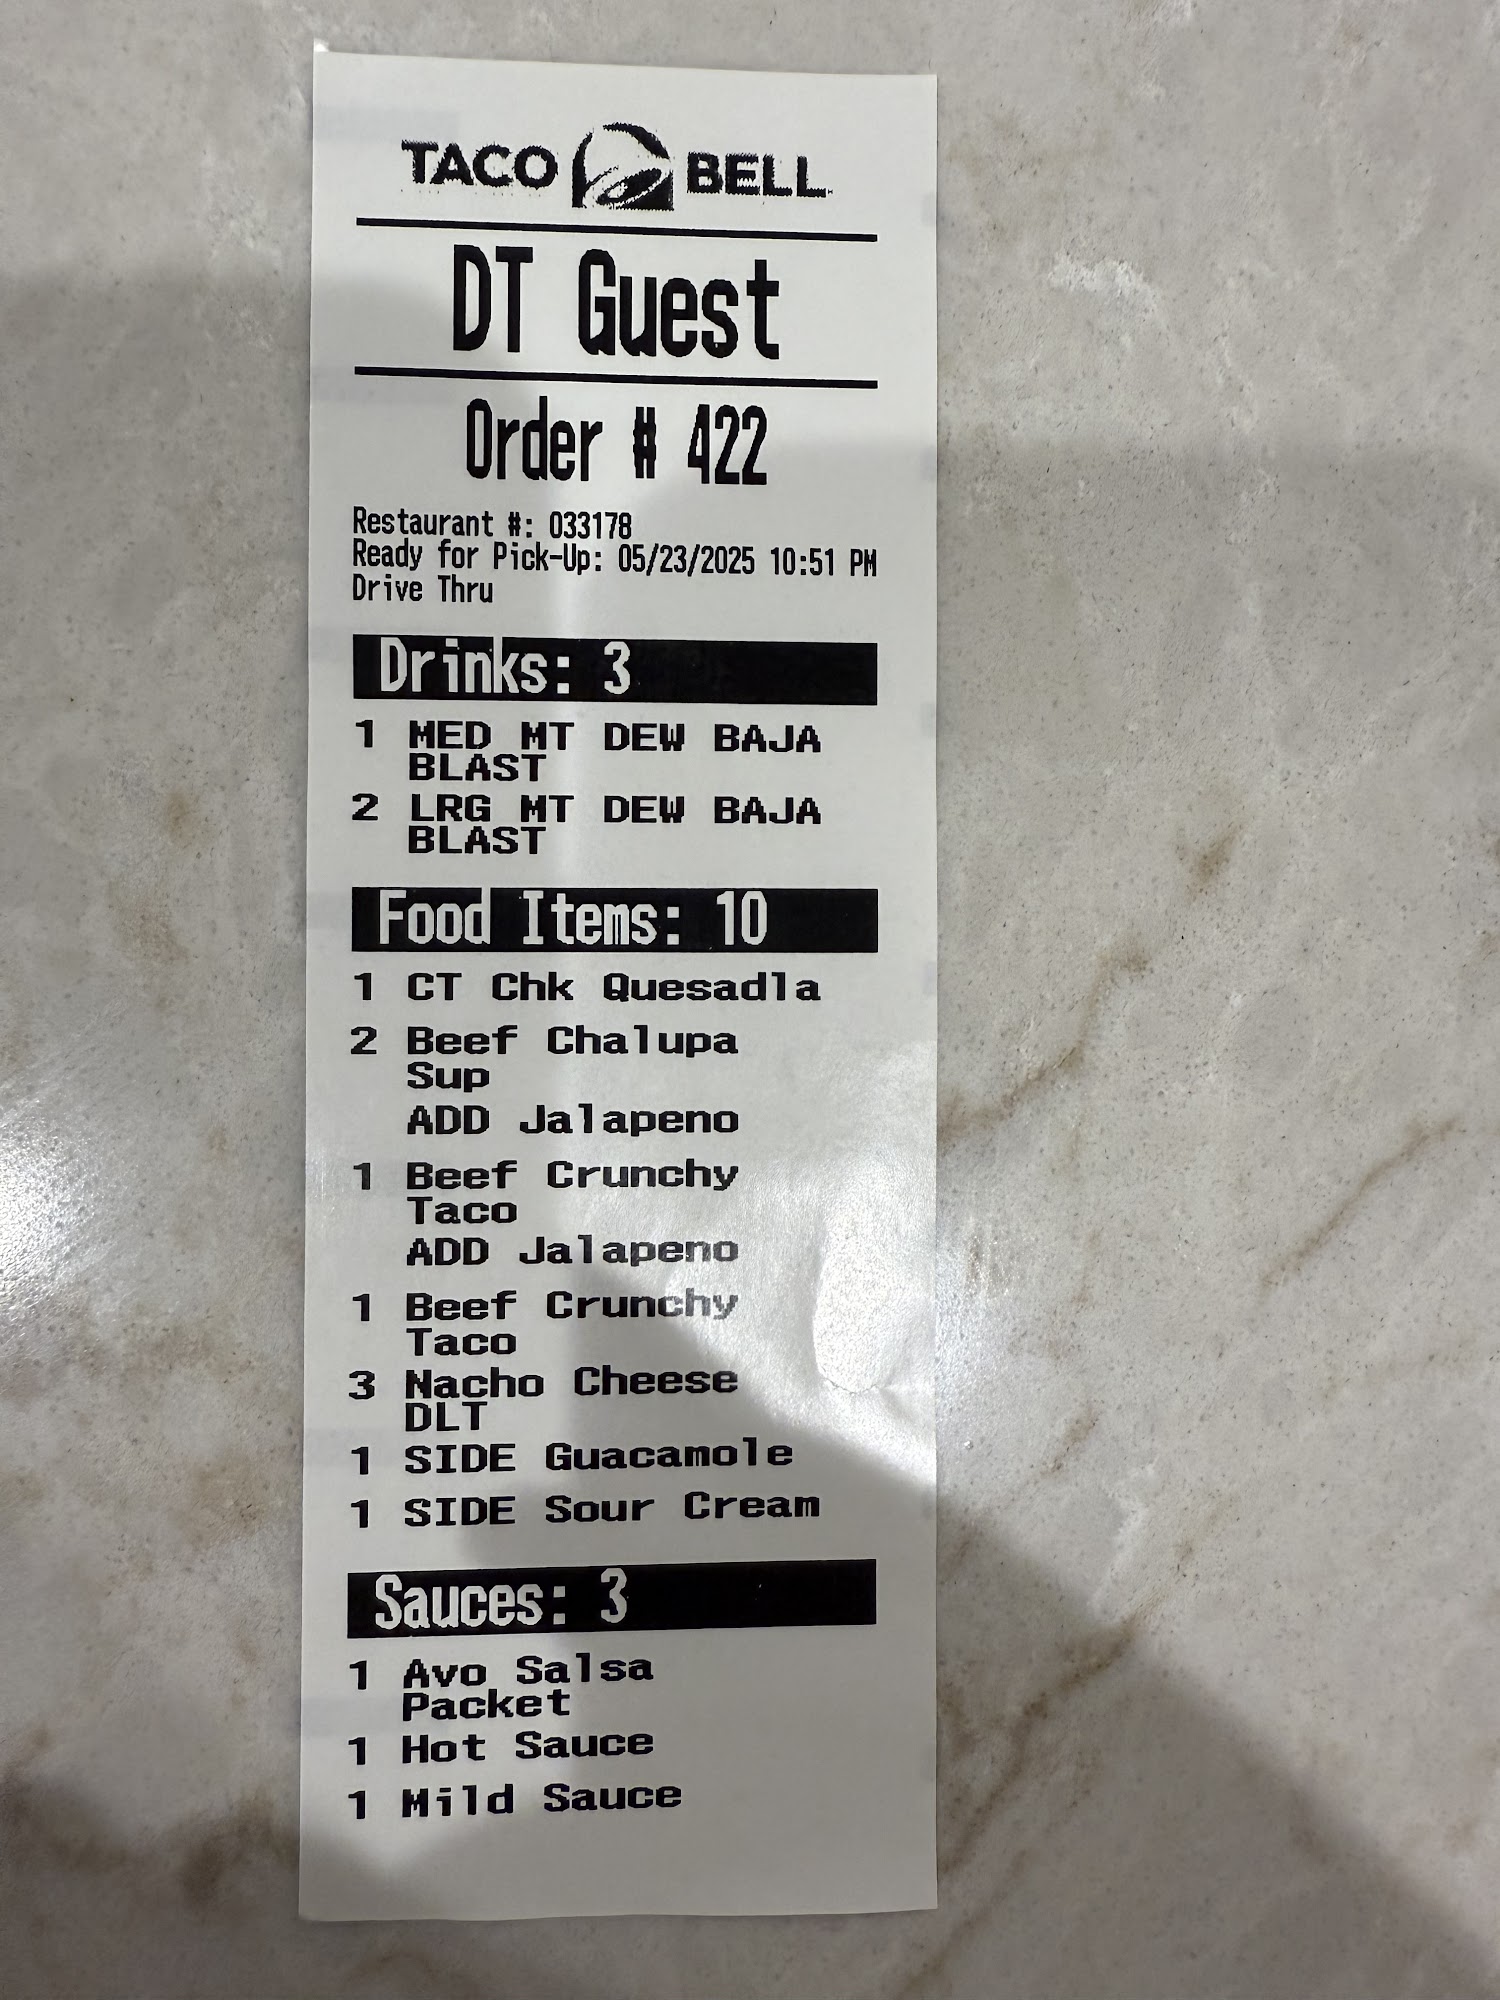 TACO BELL
DT Guest
Order # 422
Restaurant #: 033178
Ready for Pick-Up: 05/23/2025 10:51 PM
Drive Thru
Drinks: 3
1 MED MT DEW BAJA
BLAST
2 LRG MT DEW BAJA
BLAST
Food Items: 10
1 CT Chk Quesadla
2 Beef Chalupa
Sup
ADD Jalapeno
1 Beef Crunchy
Taco
ADD Jalapeno
1 Beef Crunchy
Taco
3 Nacho Cheese
DLT
1 SIDE Guacamole
1 SIDE Sour Cream
Sauces: 3
1 Avo Salsa
Packet
1 Hot Sauce
1 Mild Sauce